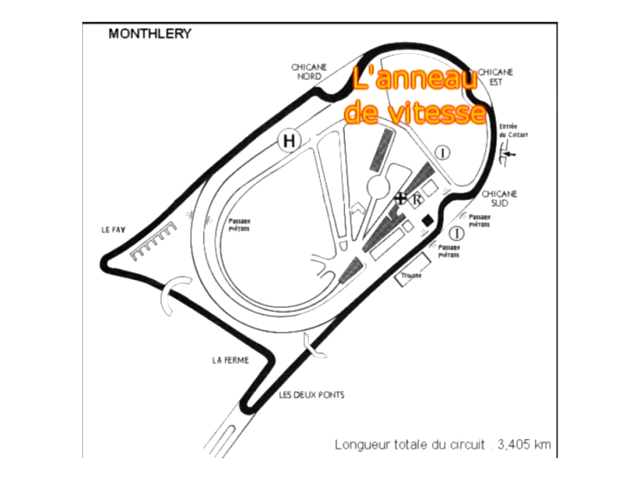 MONTHLERY
CHICANE
NORD
L'anneau
de vitesse
CHICANE
EST
Entrée
du Circuit
H
I
R
CHICANE
SUD
Passage
Piétons
Passage
Piétons
I
Passage
Piétons
LE FAY
Tribune
LA FERME
LES DEUX PONTS
Longueur totale du circuit : 3,405 km